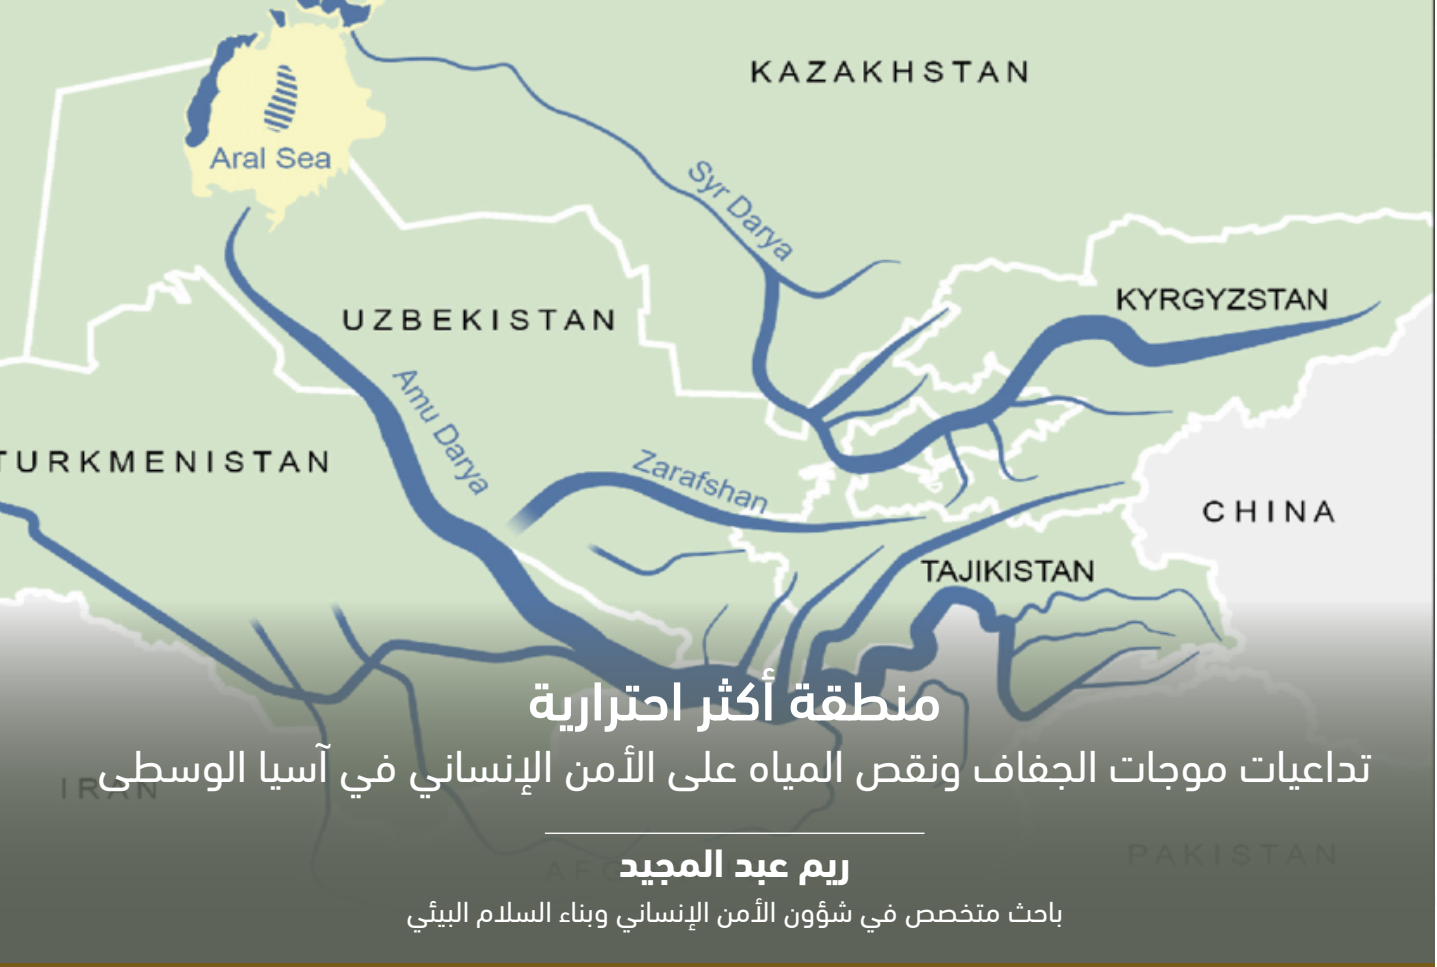 KAZAKHSTAN
Aral Sea
Syr Darya
KYRGYZSTAN
UZBEKISTAN
Amu Darya
TURKMENISTAN
Zarafshan
CHINA
TAJIKISTAN
منطقة أكثر احترارية
تداعيات موجات الجفاف ونقص المياه على الأمن الإنساني في آسيا الوسطى
IRAN
PAKISTAN
ريم عبد المجيد
باحث متخصص في شؤون الأمن الإنساني وبناء السلام البيئي